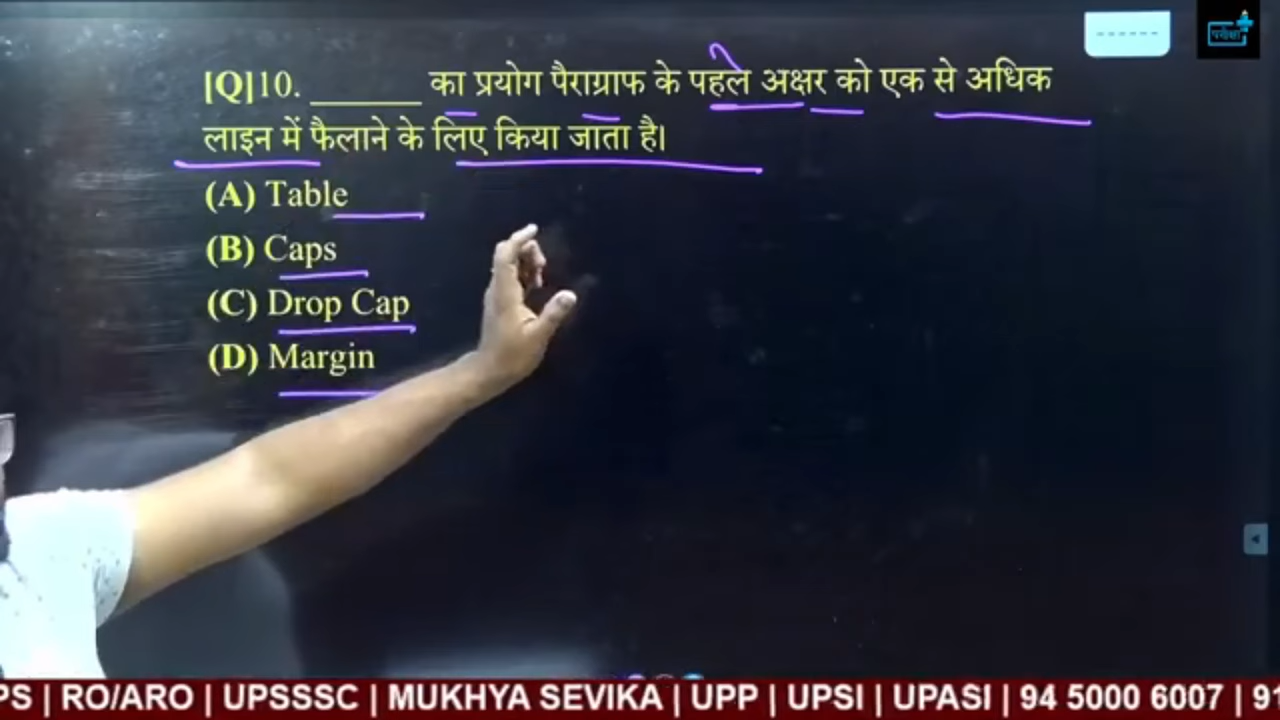 [Q]10. _______ का प्रयोग पैराग्राफ के पहले अक्षर को एक से अधिक
लाइन में फैलाने के लिए किया जाता है।
(A) Table
(B) Caps
(C) Drop Cap
(D) Margin
परीक्षा
PS | RO/ARO | UPSSSC | MUKHYA SEVIKA | UPP | UPSI | UPASI | 94 5000 6007 | 91